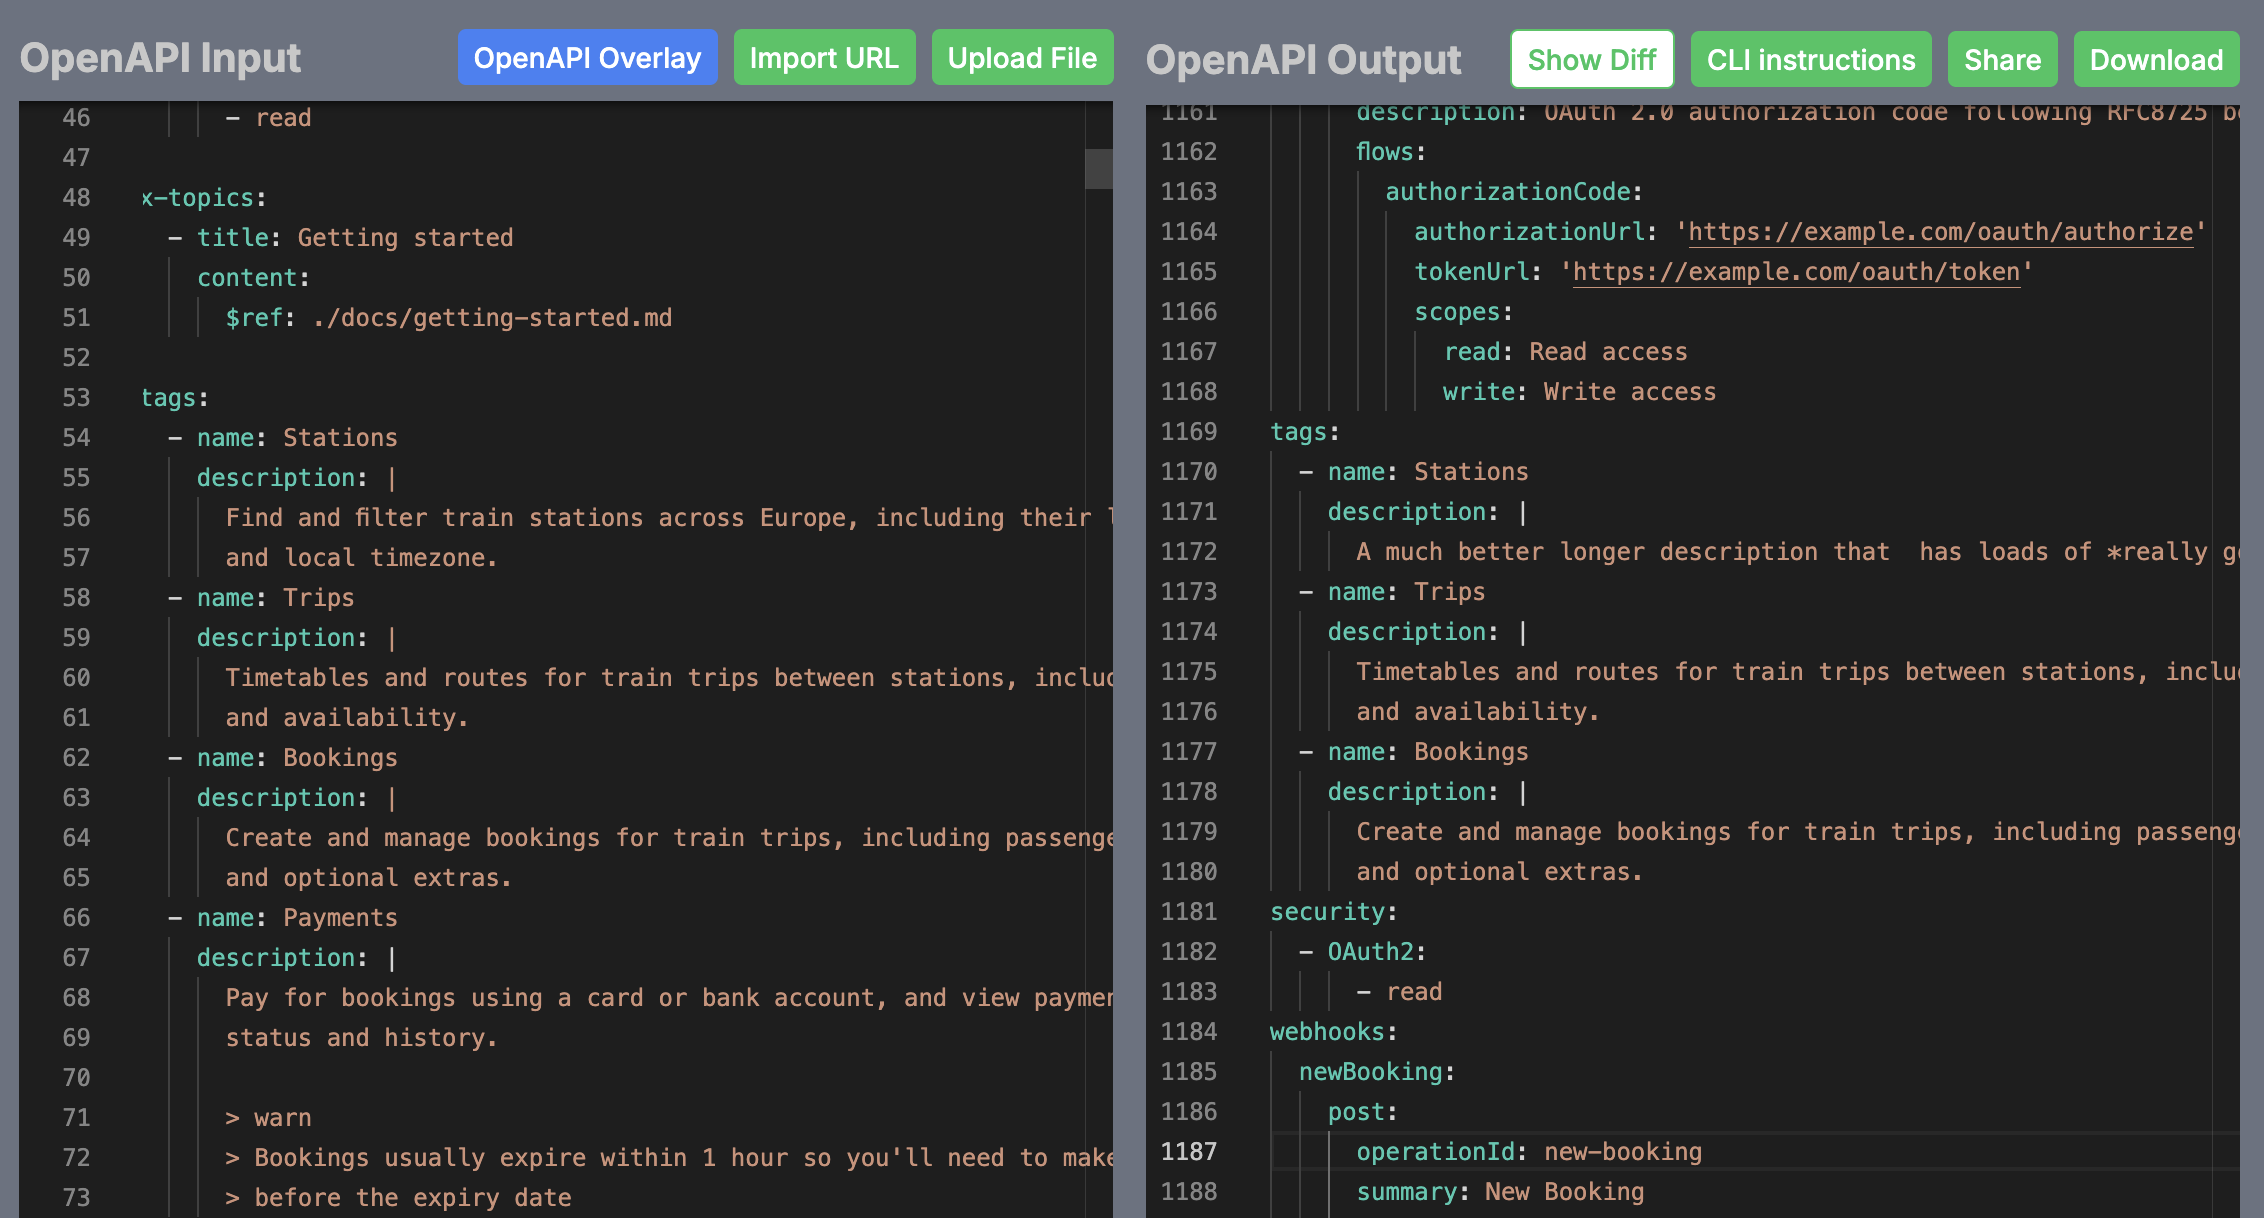 OpenAPI Input
OpenAPI Overlay
Import URL
Upload File
46 - read
47
48 x-topics:
49 - title: Getting started
50 content:
51 $ref: ./docs/getting-started.md
52
53 tags:
54 - name: Stations
55 description: |
56 Find and filter train stations across Europe, including their
57 and local timezone.
58 - name: Trips
59 description: |
60 Timetables and routes for train trips between stations, includ
61 and availability.
62 - name: Bookings
63 description: |
64 Create and manage bookings for train trips, including passenge
65 and optional extras.
66 - name: Payments
67 description: |
68 Pay for bookings using a card or bank account, and view paymen
69 status and history.
70
71 > warn
72 > Bookings usually expire within 1 hour so you'll need to make
73 > before the expiry date
OpenAPI Output
Show Diff
CLI instructions
Share
Download
1161 description: OAuth 2.0 authorization code following RFC8725 b
1162 flows:
1163 authorizationCode:
1164 authorizationUrl: 'https://example.com/oauth/authorize'
1165 tokenUrl: 'https://example.com/oauth/token'
1166 scopes:
1167 read: Read access
1168 write: Write access
1169 tags:
1170 - name: Stations
1171 description: |
1172 A much better longer description that  has loads of *really g
1173 - name: Trips
1174 description: |
1175 Timetables and routes for train trips between stations, inclu
1176 and availability.
1177 - name: Bookings
1178 description: |
1179 Create and manage bookings for train trips, including passeng
1180 and optional extras.
1181 security:
1182 - OAuth2:
1183 - read
1184 webhooks:
1185 newBooking:
1186 post:
1187 operationId: new-booking
1188 summary: New Booking